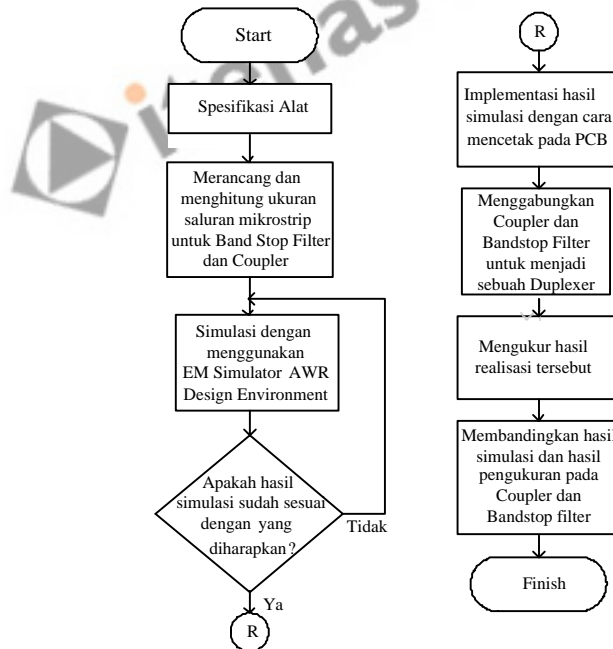 Start
Spesifikasi Alat
Merancang dan
menghitung ukuran
saluran mikrostrip
untuk Band Stop Filter
dan Coupler
Simulasi dengan
menggunakan
EM Simulator AWR
Design Environment
Apakah hasil
simulasi sudah sesuai
dengan yang
diharapkan ?
Tidak
Ya
R
R
Implementasi hasil
simulasi dengan cara
mencetak pada PCB
Menggabungkan
Coupler dan
Bandstop Filter
untuk menjadi
sebuah Duplexer
Mengukur hasil
realisasi tersebut
Membandingkan hasil
simulasi dan hasil
pengukuran pada
Coupler dan
Bandstop filter
Finish
itenas